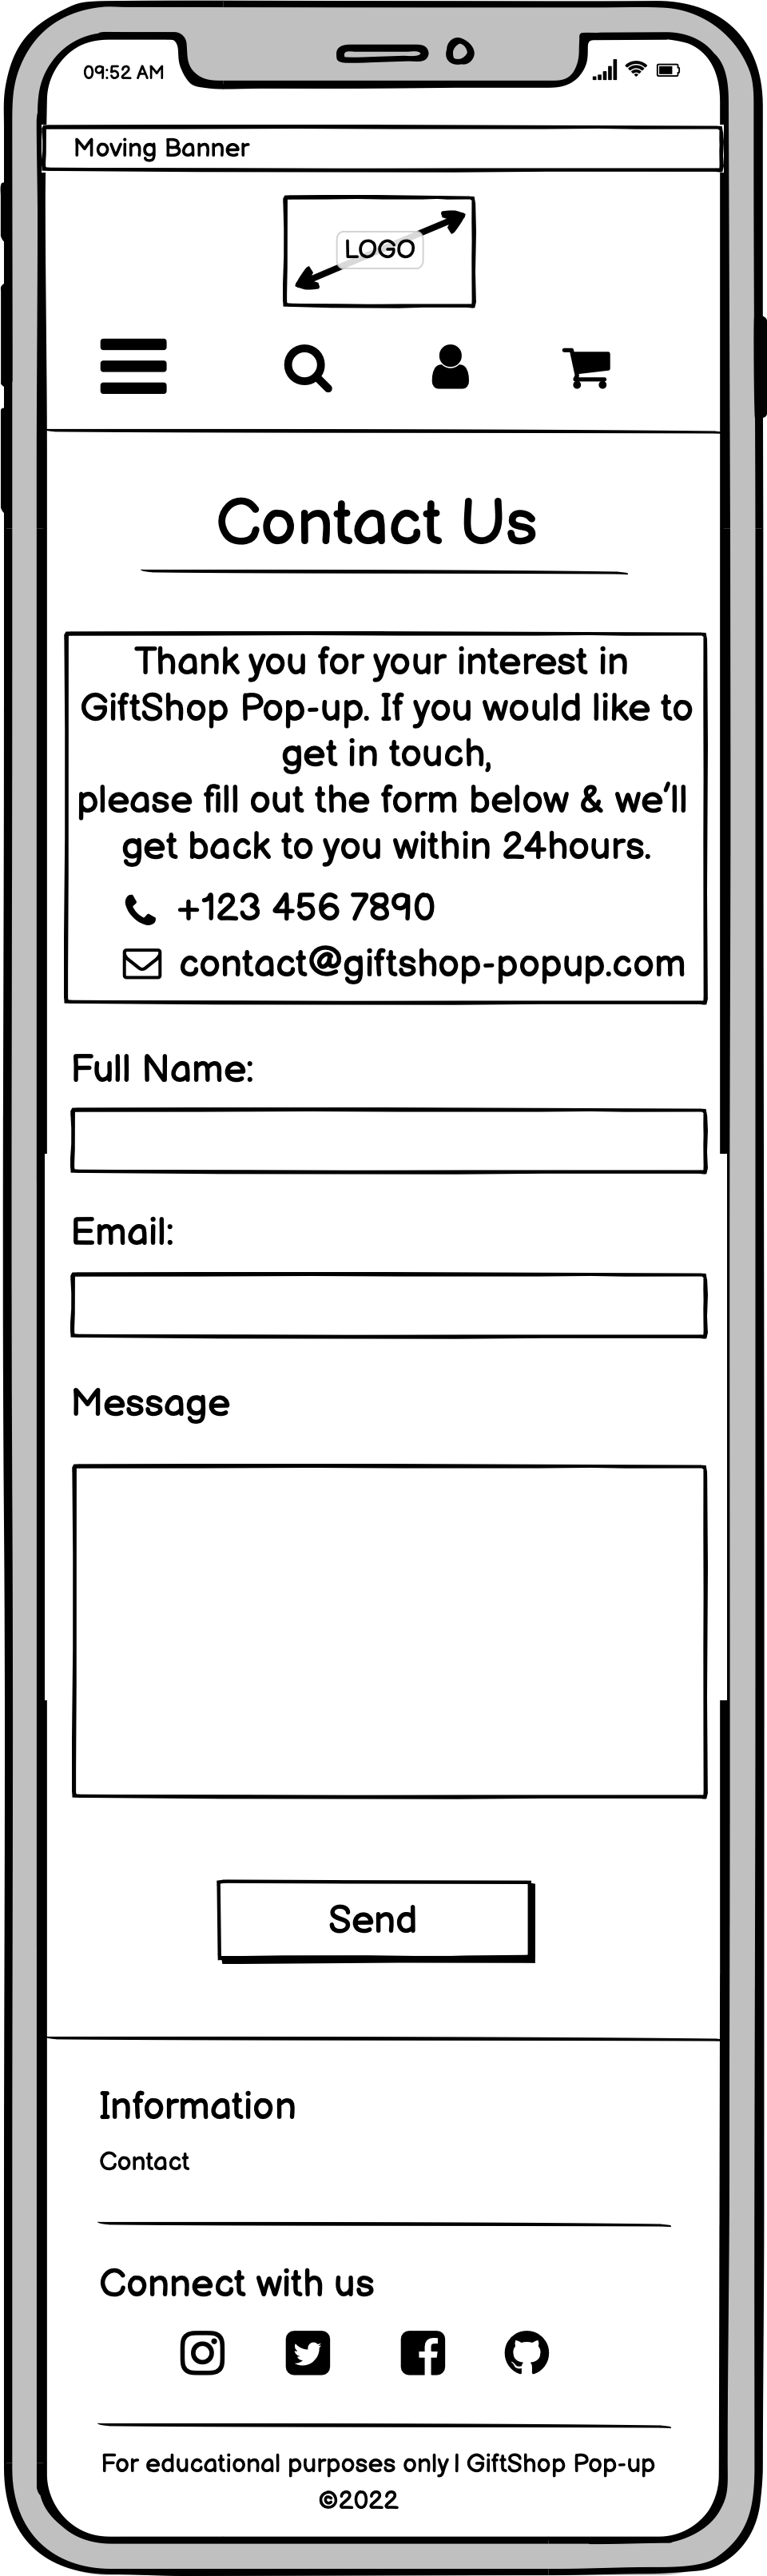 09:52 AM
Moving Banner
LOGO
Contact Us
Thank you for your interest in
GiftShop Pop-up. If you would like to
get in touch,
please fill out the form below & we'll
get back to you within 24hours.
+123 456 7890
contact@giftshop-popup.com
Full Name:
Email:
Message
Send
Information
Contact
Connect with us
For educational purposes only | GiftShop Pop-up
©2022